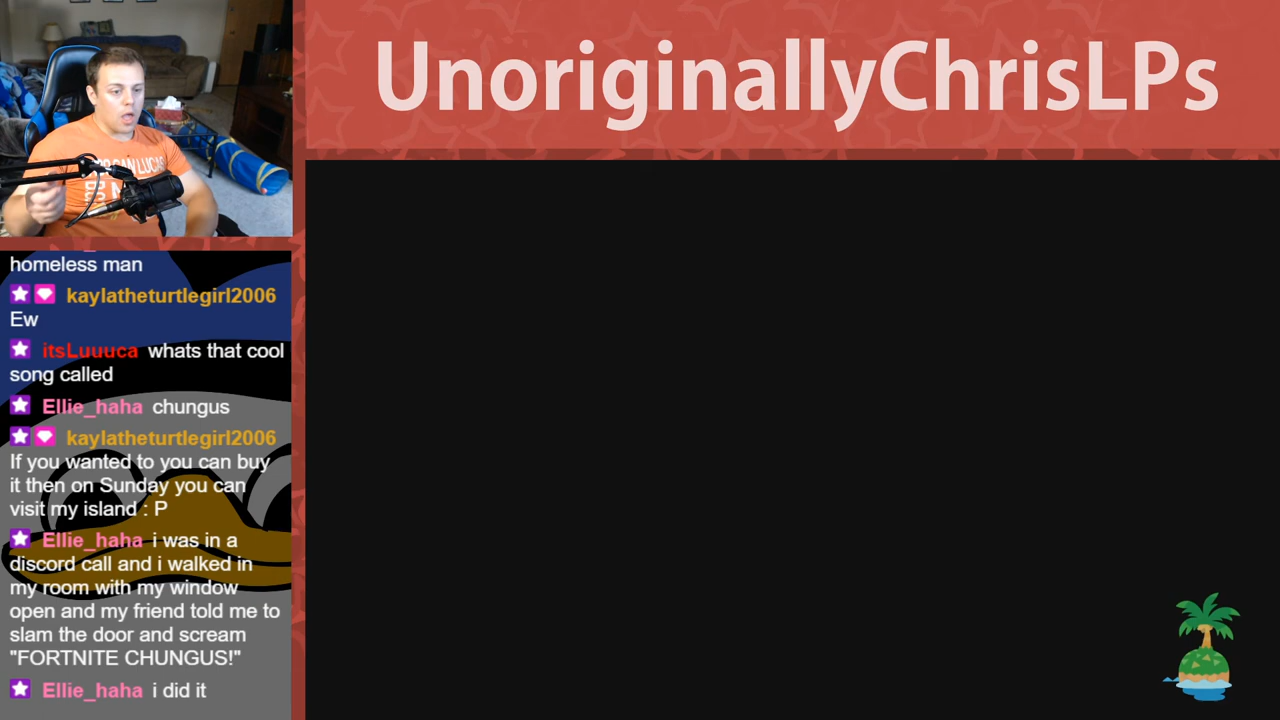 UnoriginallyChrisLPs
homeless man
kaylatheturtlegirl2006
Ew
itsLuuuca whats that cool
song called
Ellie_haha chungus
kaylatheturtlegirl2006
If you wanted to you can buy
it then on Sunday you can
visit my island : P
Ellie_haha i was in a
discord call and i walked in
my room with my window
open and my friend told me to
slam the door and scream
"FORTNITE CHUNGUS!"
Ellie_haha i did it